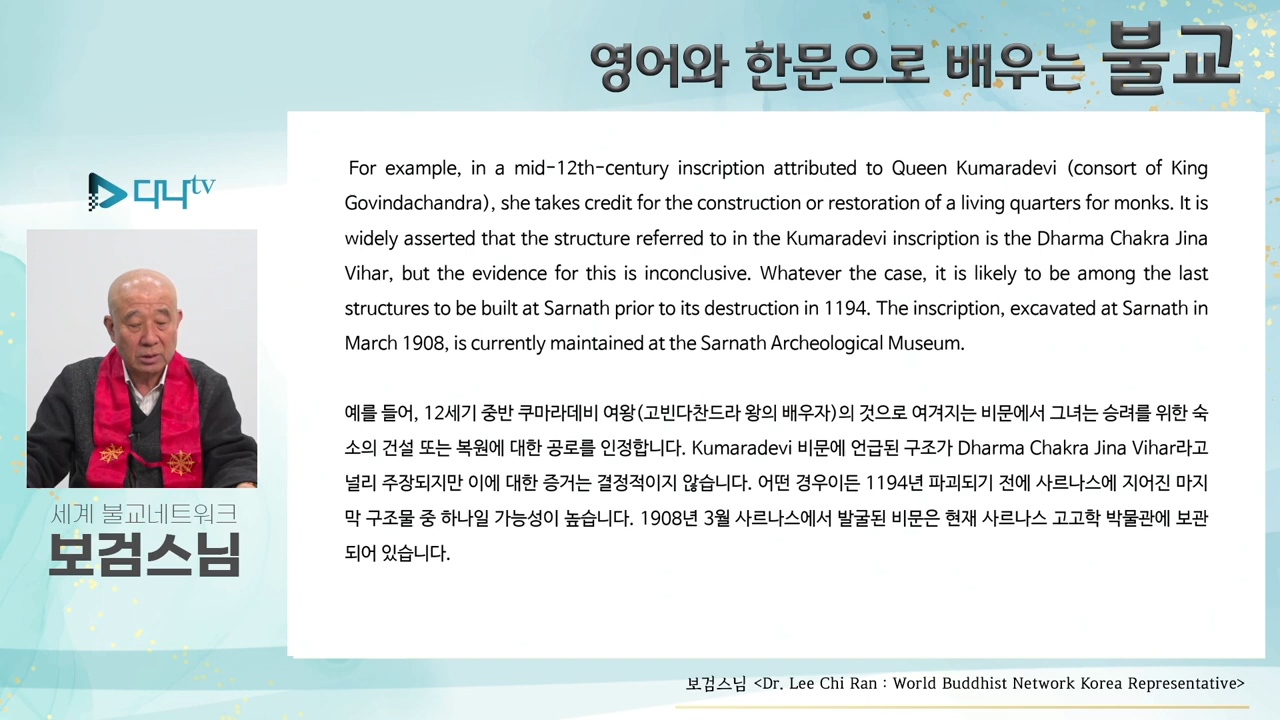 영어와 한문으로 배우는 불교
다나tv
For example, in a mid-12th-century inscription attributed to Queen Kumaradevi (consort of King
Govindachandra), she takes credit for the construction or restoration of a living quarters for monks. It is
widely asserted that the structure referred to in the Kumaradevi inscription is the Dharma Chakra Jina
Vihar, but the evidence for this is inconclusive. Whatever the case, it is likely to be among the last
structures to be built at Sarnath prior to its destruction in 1194. The inscription, excavated at Sarnath in
March 1908, is currently maintained at the Sarnath Archeological Museum.
예를 들어, 12세기 중반 쿠마라데비 여왕(고빈다찬드라 왕의 배우자)의 것으로 여겨지는 비문에서 그녀는 승려를 위한 숙
소의 건설 또는 복원에 대한 공로를 인정합니다. Kumaradevi 비문에 언급된 구조가 Dharma Chakra Jina Vihar라고
널리 주장되지만 이에 대한 증거는 결정적이지 않습니다. 어떤 경우이든 1194년 파괴되기 전에 사르나스에 지어진 마지
막 구조물 중 하나일 가능성이 높습니다. 1908년 3월 사르나스에서 발굴된 비문은 현재 사르나스 고고학 박물관에 보관
되어 있습니다.
세계 불교네트워크
보검스님
보검스님 <Dr. Lee Chi Ran : World Buddhist Network Korea Representative>